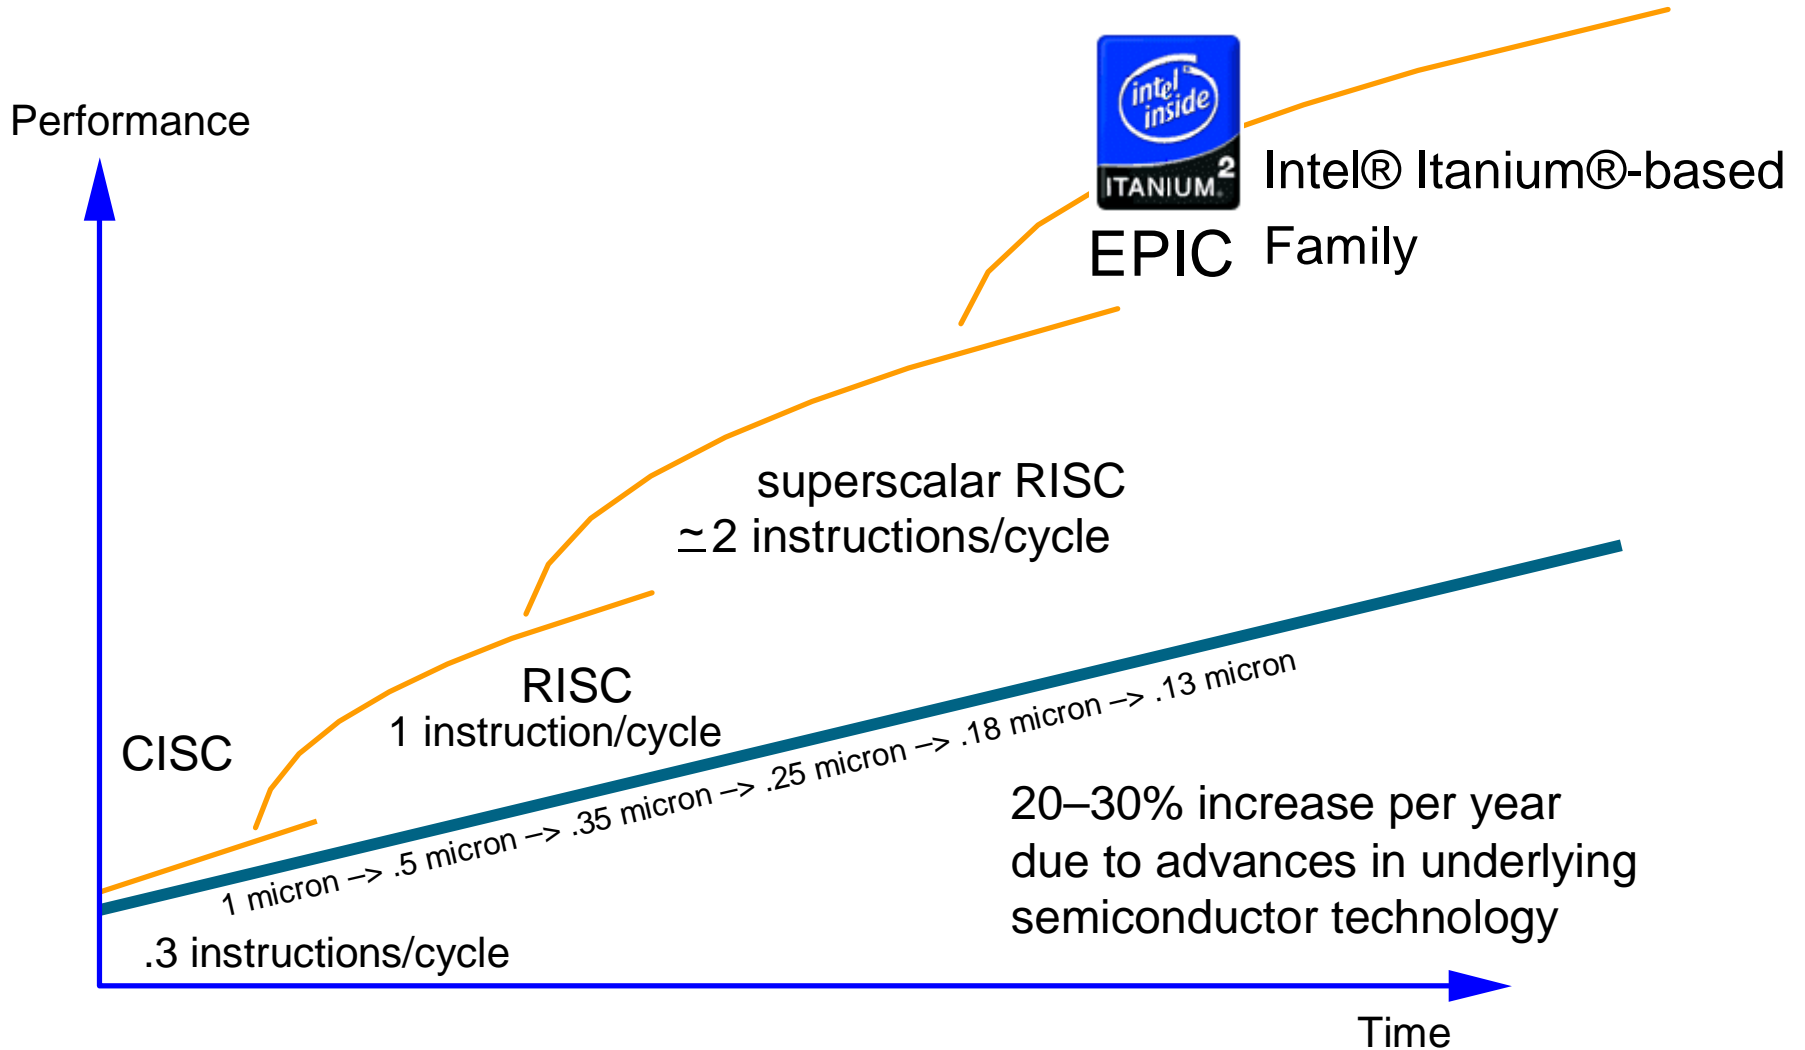 Performance
intel
inside
2
ITANIUM.
Intel® Itanium®-based
Family
EPIC
superscalar RISC
≃2 instructions/cycle
RISC
1 instruction/cycle
CISC
1 micron –> .5 micron –> .35 micron –> .25 micron –> .18 micron –> .13 micron
20–30% increase per year
due to advances in underlying
semiconductor technology
.3 instructions/cycle
Time